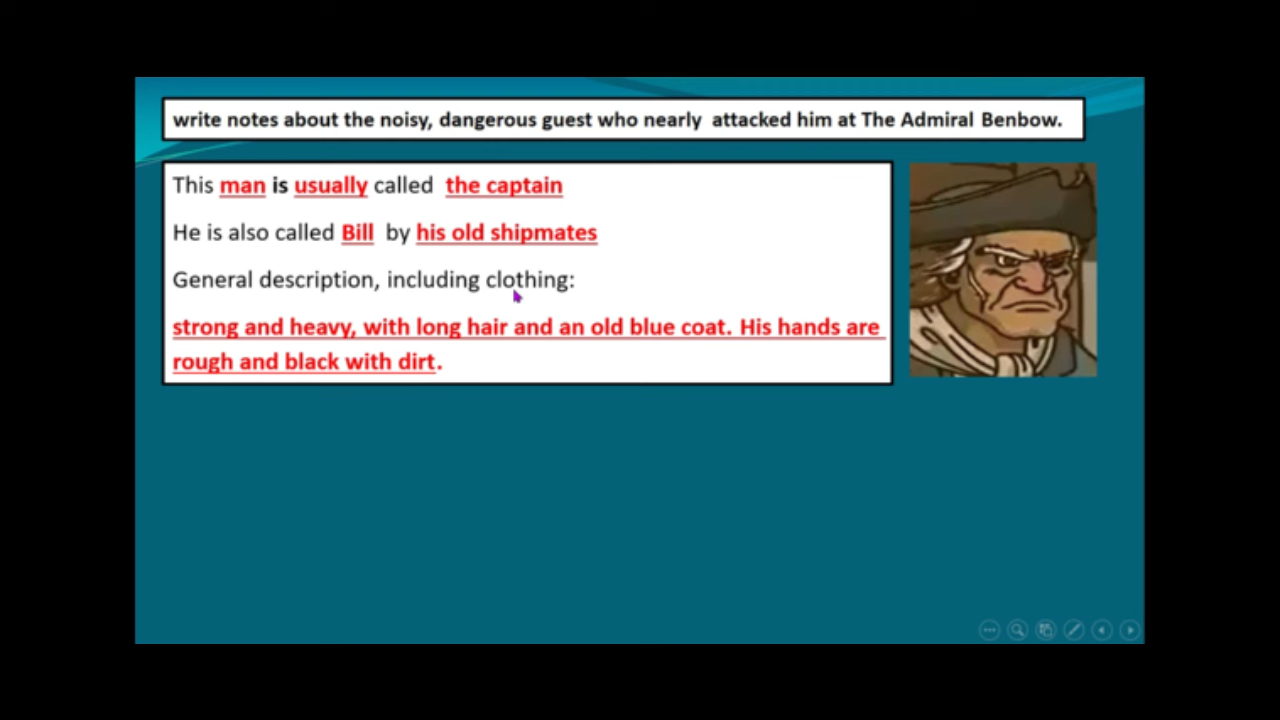 write notes about the noisy, dangerous guest who nearly attacked him at The Admiral Benbow.
This man is usually called the captain
He is also called Bill by his old shipmates
General description, including clothing:
strong and heavy, with long hair and an old blue coat. His hands are
rough and black with dirt.